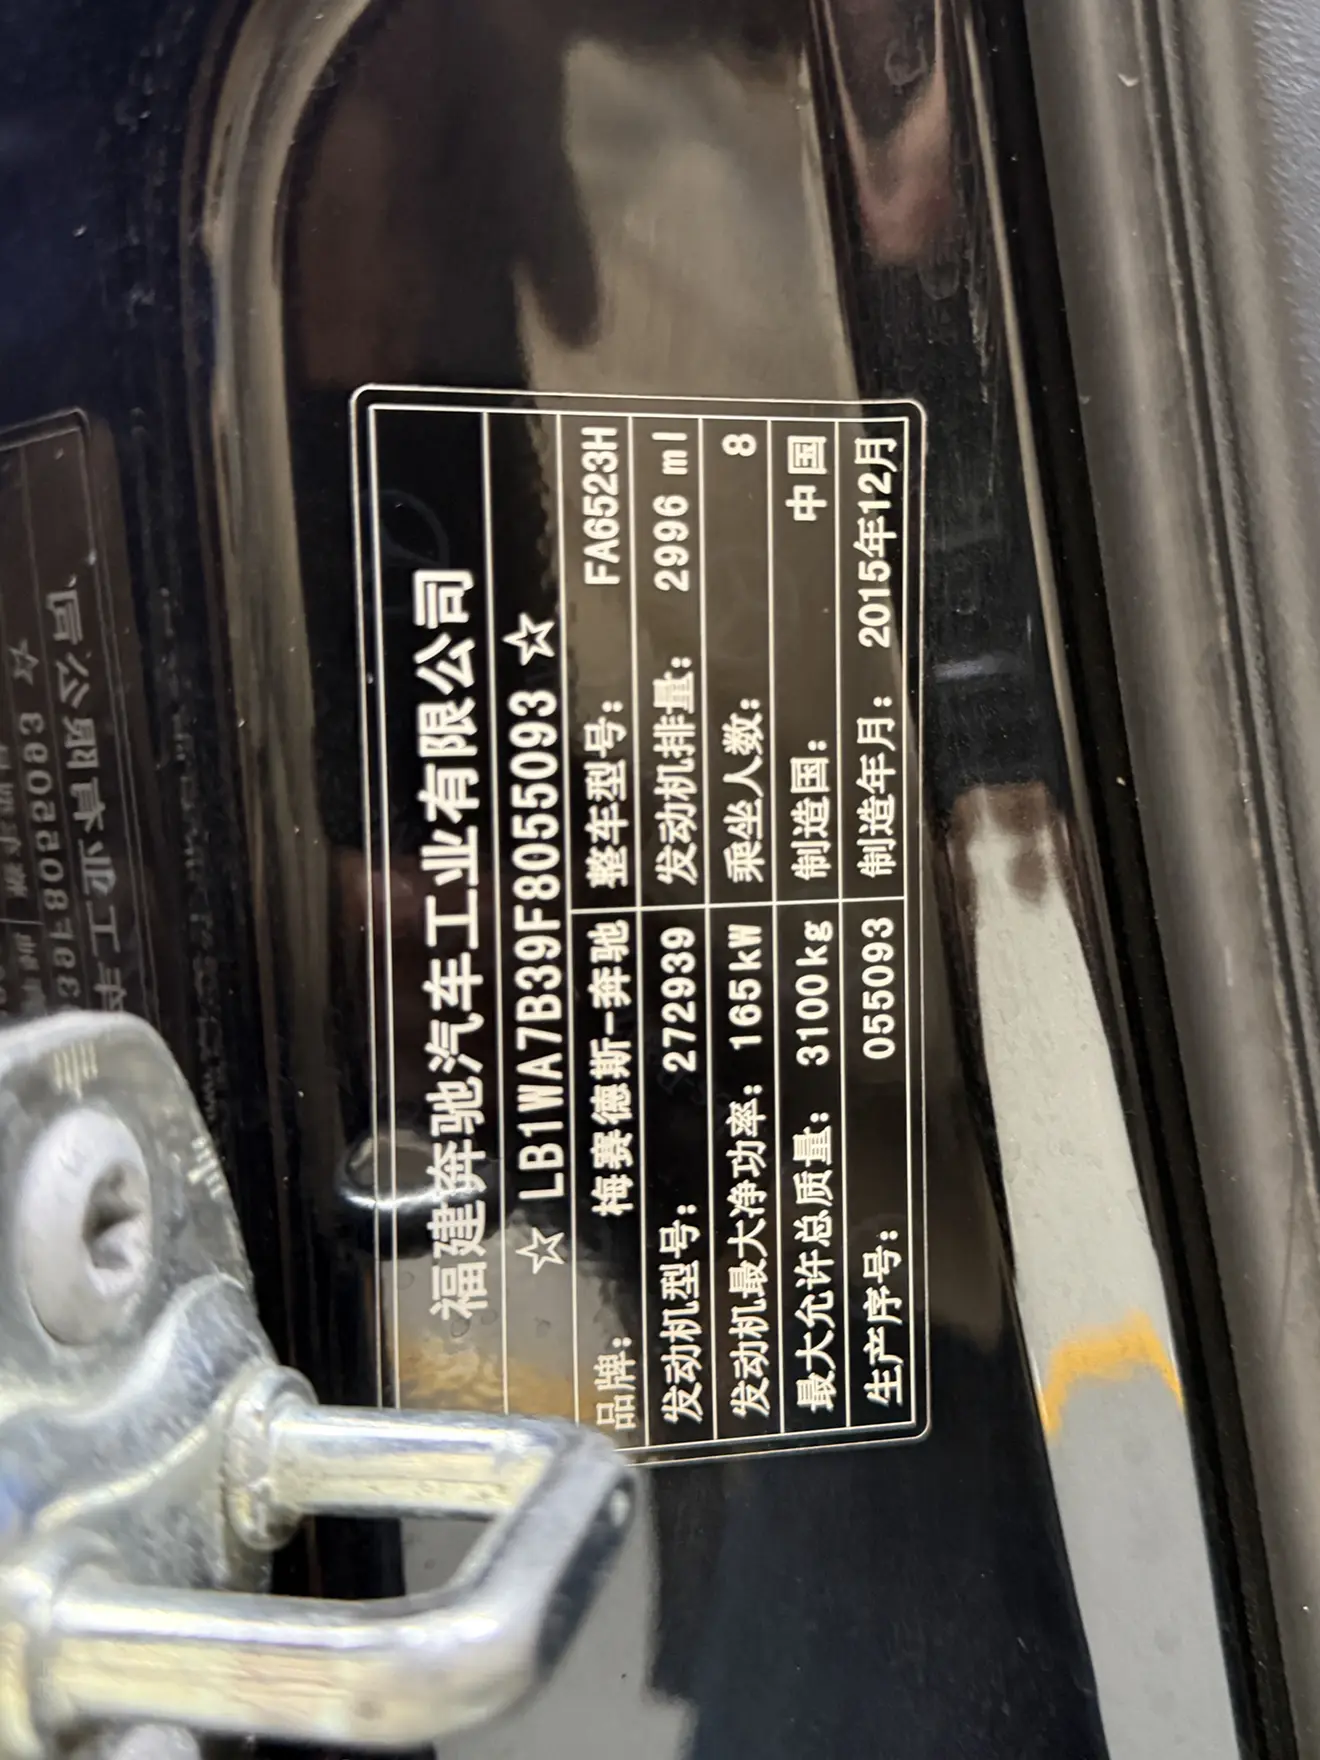 福建奔驰汽车工业有限公司
☆ LB1WA7B39F8055093 ☆
品牌： 梅赛德斯-奔驰 整车型号： FA6523H
发动机型号： 272939 发动机排量： 2996 ml
发动机最大净功率： 165kW 乘坐人数： 8
最大允许总质量： 3100kg 制造国： 中国
生产序号： 055093 制造年月： 2015年12月